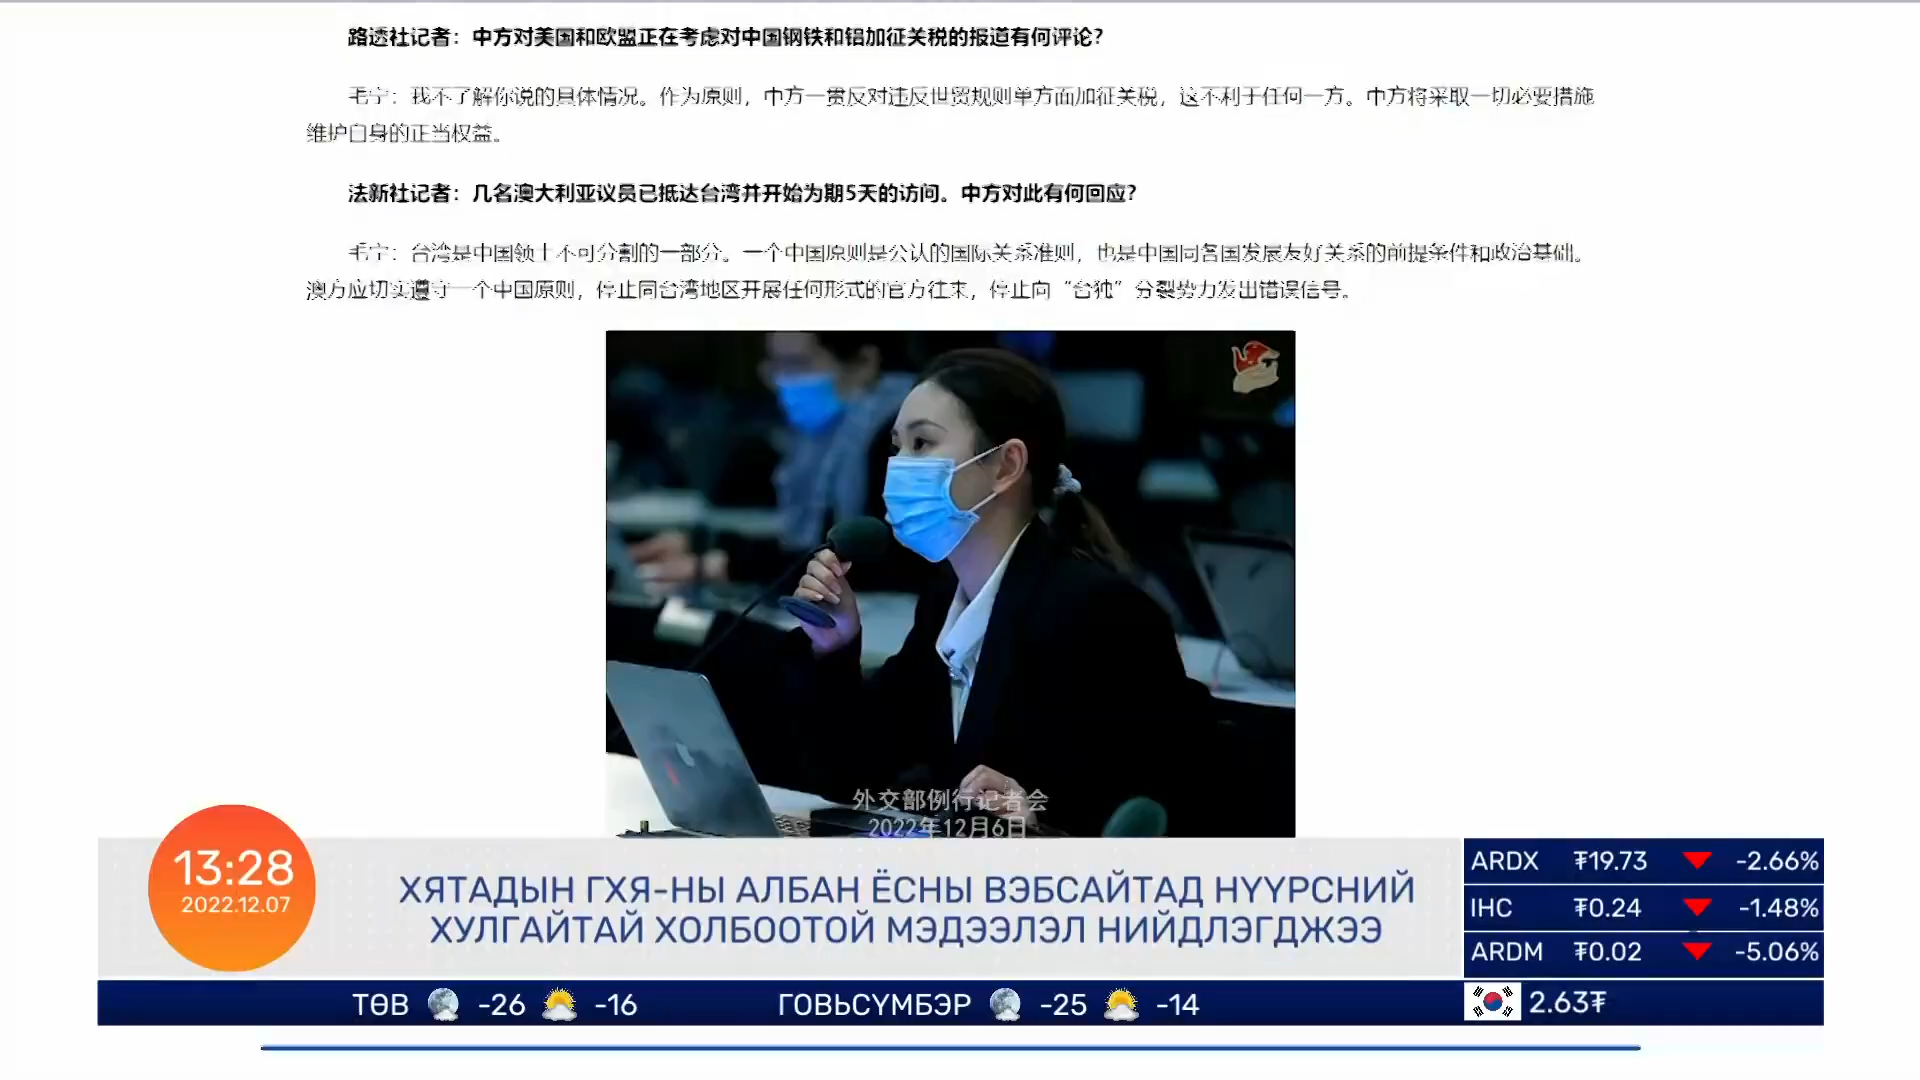 路透社记者：中方对美国和欧盟正在考虑对中国钢铁和铝加征关税的报道有何评论？
毛宁：我不了解你说的具体情况。作为原则，中方一贯反对违反世贸规则单方面加征关税，这不利于任何一方。中方将采取一切必要措施
维护自身的正当权益。
法新社记者：几名澳大利亚议员已抵达台湾并开始为期5天的访问。中方对此有何回应？
毛宁：台湾是中国领土不可分割的一部分。一个中国原则是公认的国际关系准则，也是中国同各国发展友好关系的前提条件和政治基础。
澳方应切实遵守一个中国原则，停止同台湾地区开展任何形式的官方往来，停止向“台独”分裂势力发出错误信号。
外交部例行记者会
2022年12月6日
13:28
2022.12.07
ХЯТАДЫН ГХЯ-НЫ АЛБАН ЁСНЫ ВЭБСАЙТАД НҮҮРСНИЙ
ХУЛГАЙТАЙ ХОЛБООТОЙ МЭДЭЭЛЭЛ НИЙДЛЭГДЖЭЭ
ARDX ₮19.73 -2.66%
IHC ₮0.24 -1.48%
ARDM ₮0.02 -5.06%
ТӨВ -26 -16 ГОВЬСҮМБЭР -25 -14
2.63₮